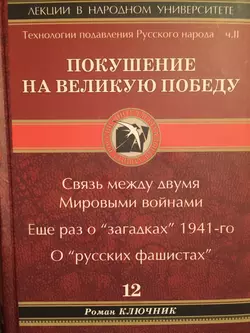 ЛЕКЦИИ В НАРОДНОМ УНИВЕРСИТЕТЕ
Технологии подавления Русского народа ч.II
ПОКУШЕНИЕ
НА ВЕЛИКУЮ ПОБЕДУ
Связь между двумя
Мировыми войнами
Еще раз о "загадках" 1941-го
О "русских фашистах"
12
Роман КЛЮЧНИК